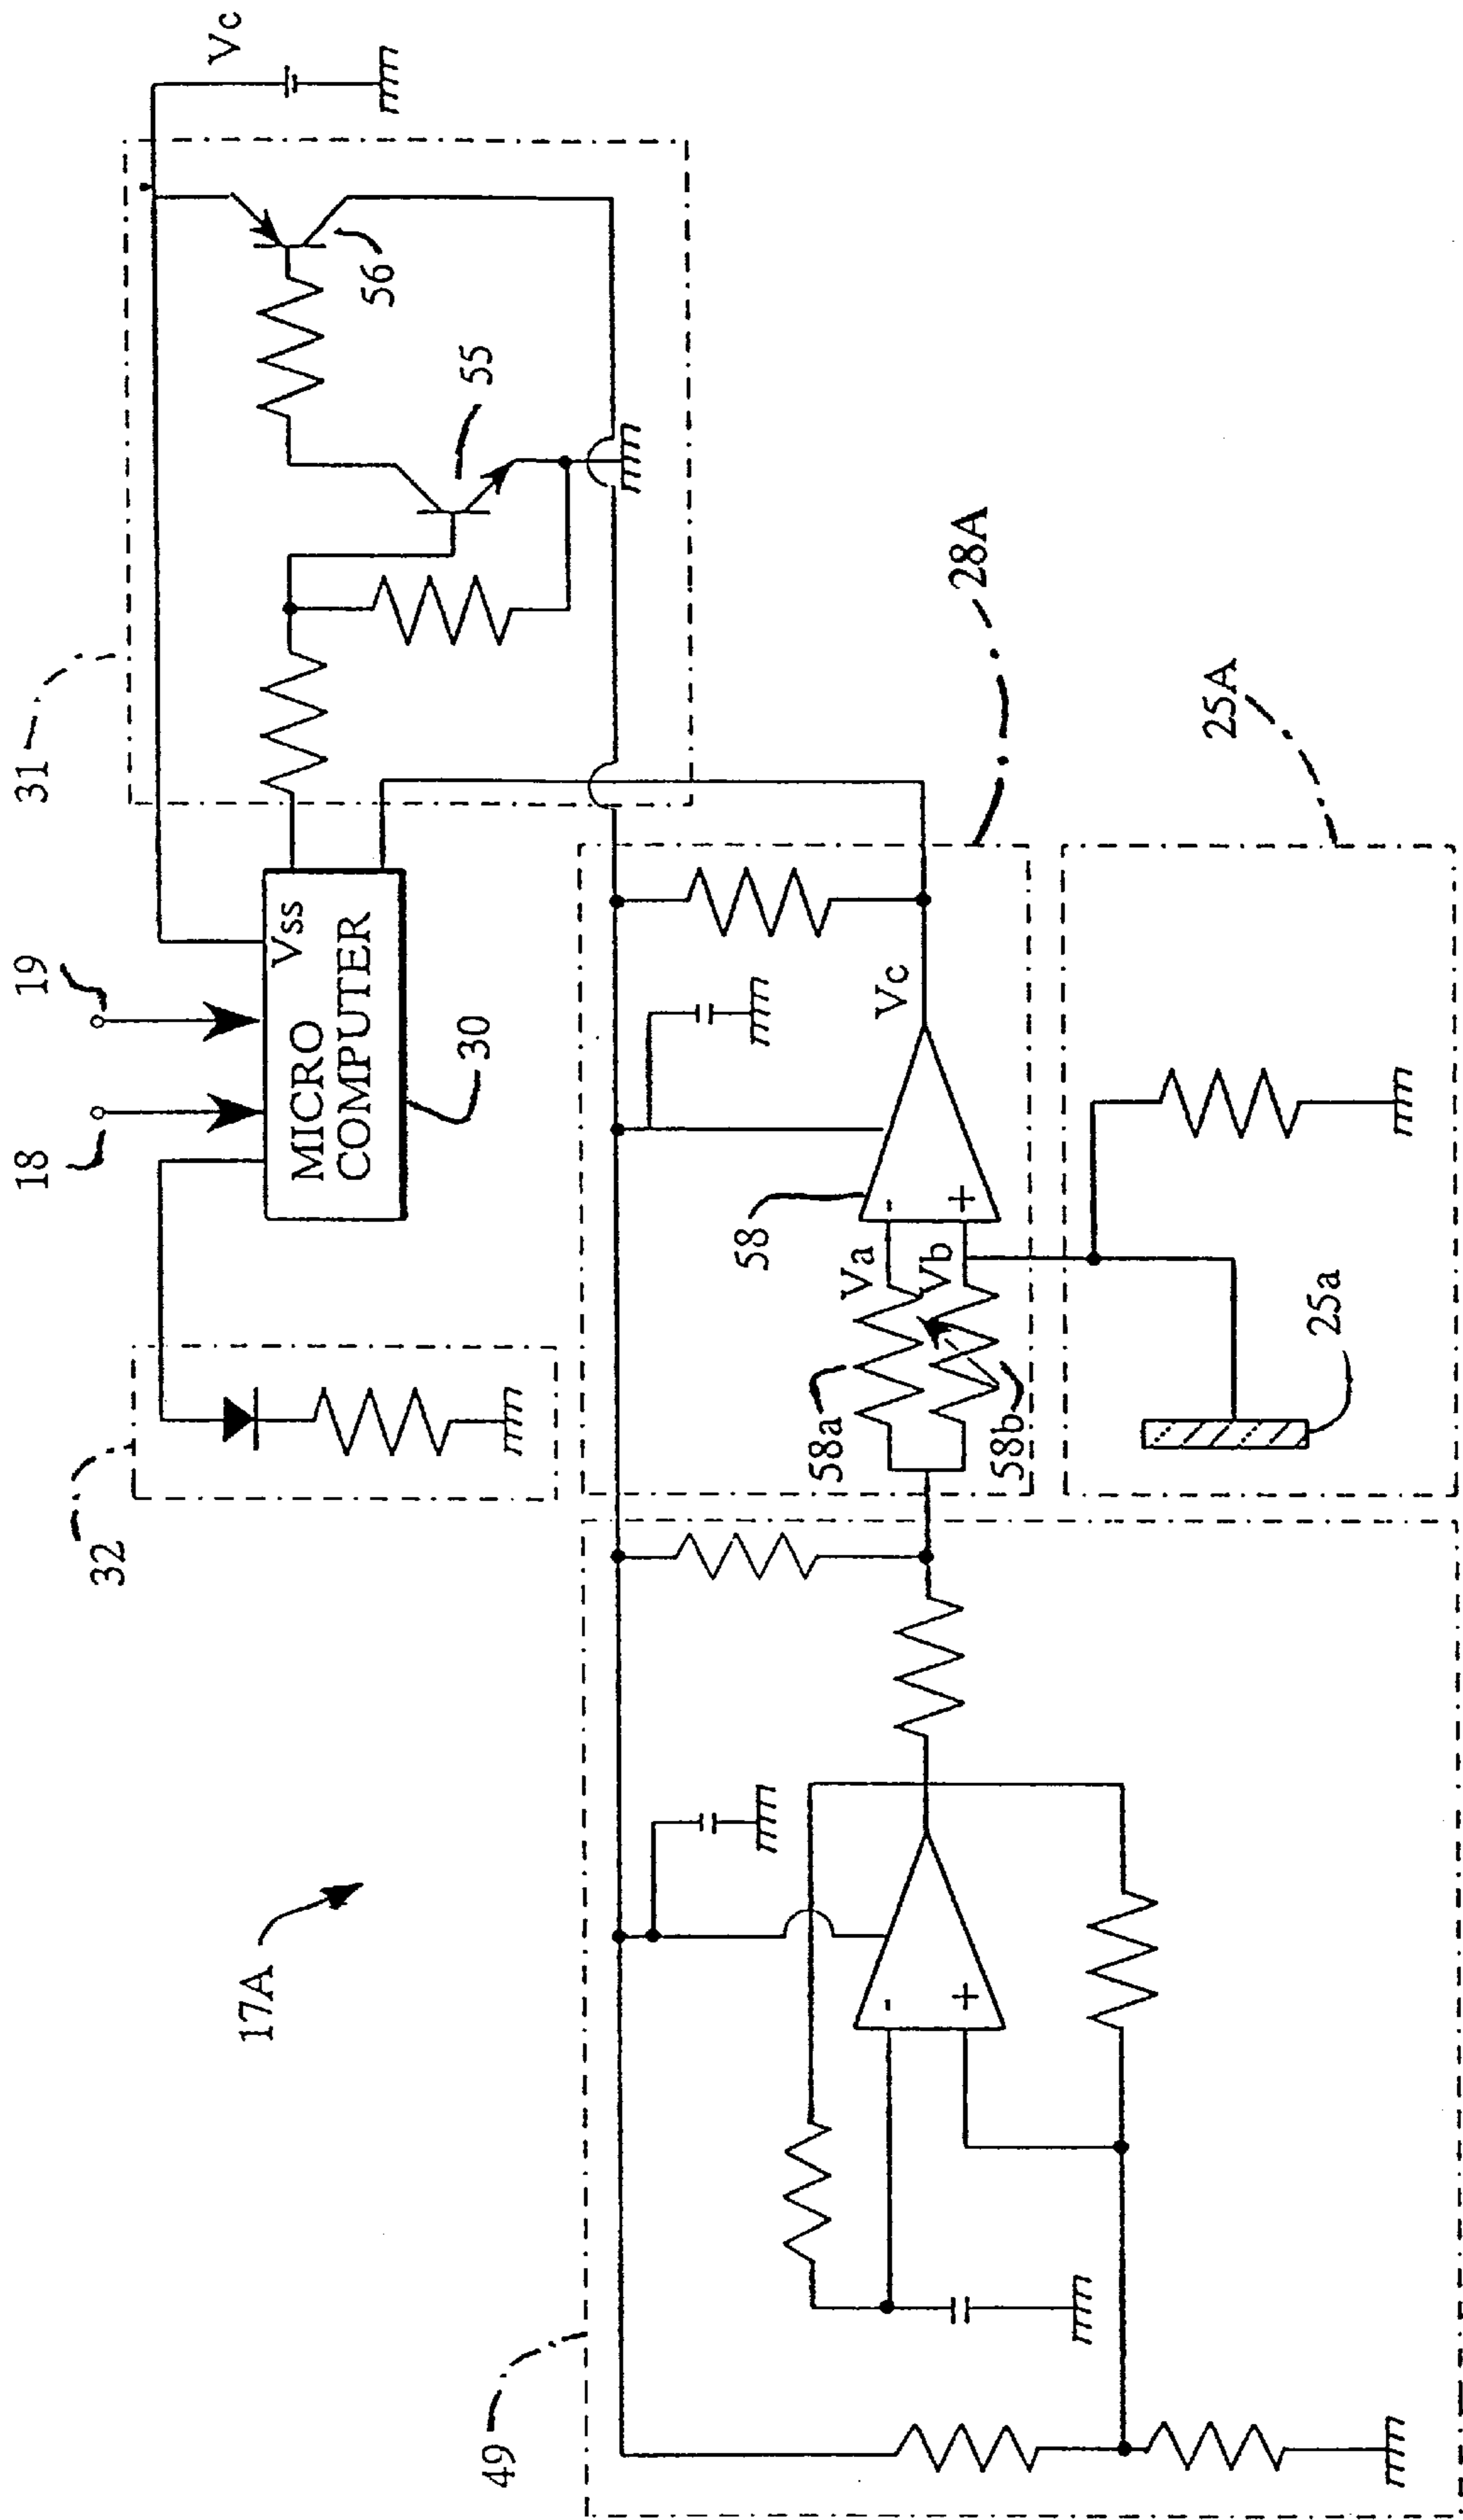 Vc
31
56
55
19
18
Vss
MICRO
COMPUTER
30
32
28A
25A
58
Vc
-
+
Va
Vb
58a
58b
25a
17A
-
+
49